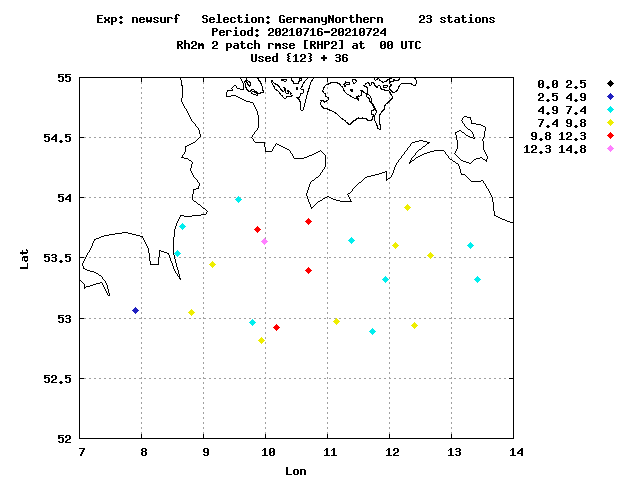 Exp: newsurf   Selection: GermanyNorthern     23 stations
Period: 20210716-20210724
Rh2m 2 patch rmse [RHP2] at  00 UTC
Used {12} + 36
0.0 2.5
2.5 4.9
4.9 7.4
7.4 9.8
9.8 12.3
12.3 14.8
55
54.5
54
53.5
53
52.5
52
Lat
7 8 9 10 11 12 13 14
Lon